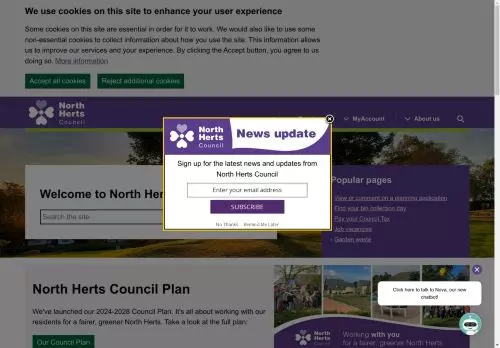 We use cookies on this site to enhance your user experience
Some cookies on this site are essential in order for it to work. We would also like to use some
non-essential cookies to collect information about how you use the site. This information
allows us to improve our services and your experience. By clicking the Accept button, you agree to us
doing so. More information
Accept all cookies
Reject additional cookies
North
Herts
Council
MyAccount
About us
North
Herts
Council
News update
Sign up for the latest news and updates from
North Herts Council
Enter your email address
SUBSCRIBE
No Thanks
Remind Me Later
Welcome to North Her
Search the site
Popular pages
View or comment on a planning application
Find your bin collection day
Pay your Council Tax
Job vacancies
Garden waste
North Herts Council Plan
We've launched our 2024-2028 Council Plan. It's all about working with our
residents for a fairer, greener North Herts. Take a look at the full plan:
Our Council Plan
North
Herts
Council
Working with you
for a fairer, greener North Herts
Click here to talk to Nova, our new
chatbot!